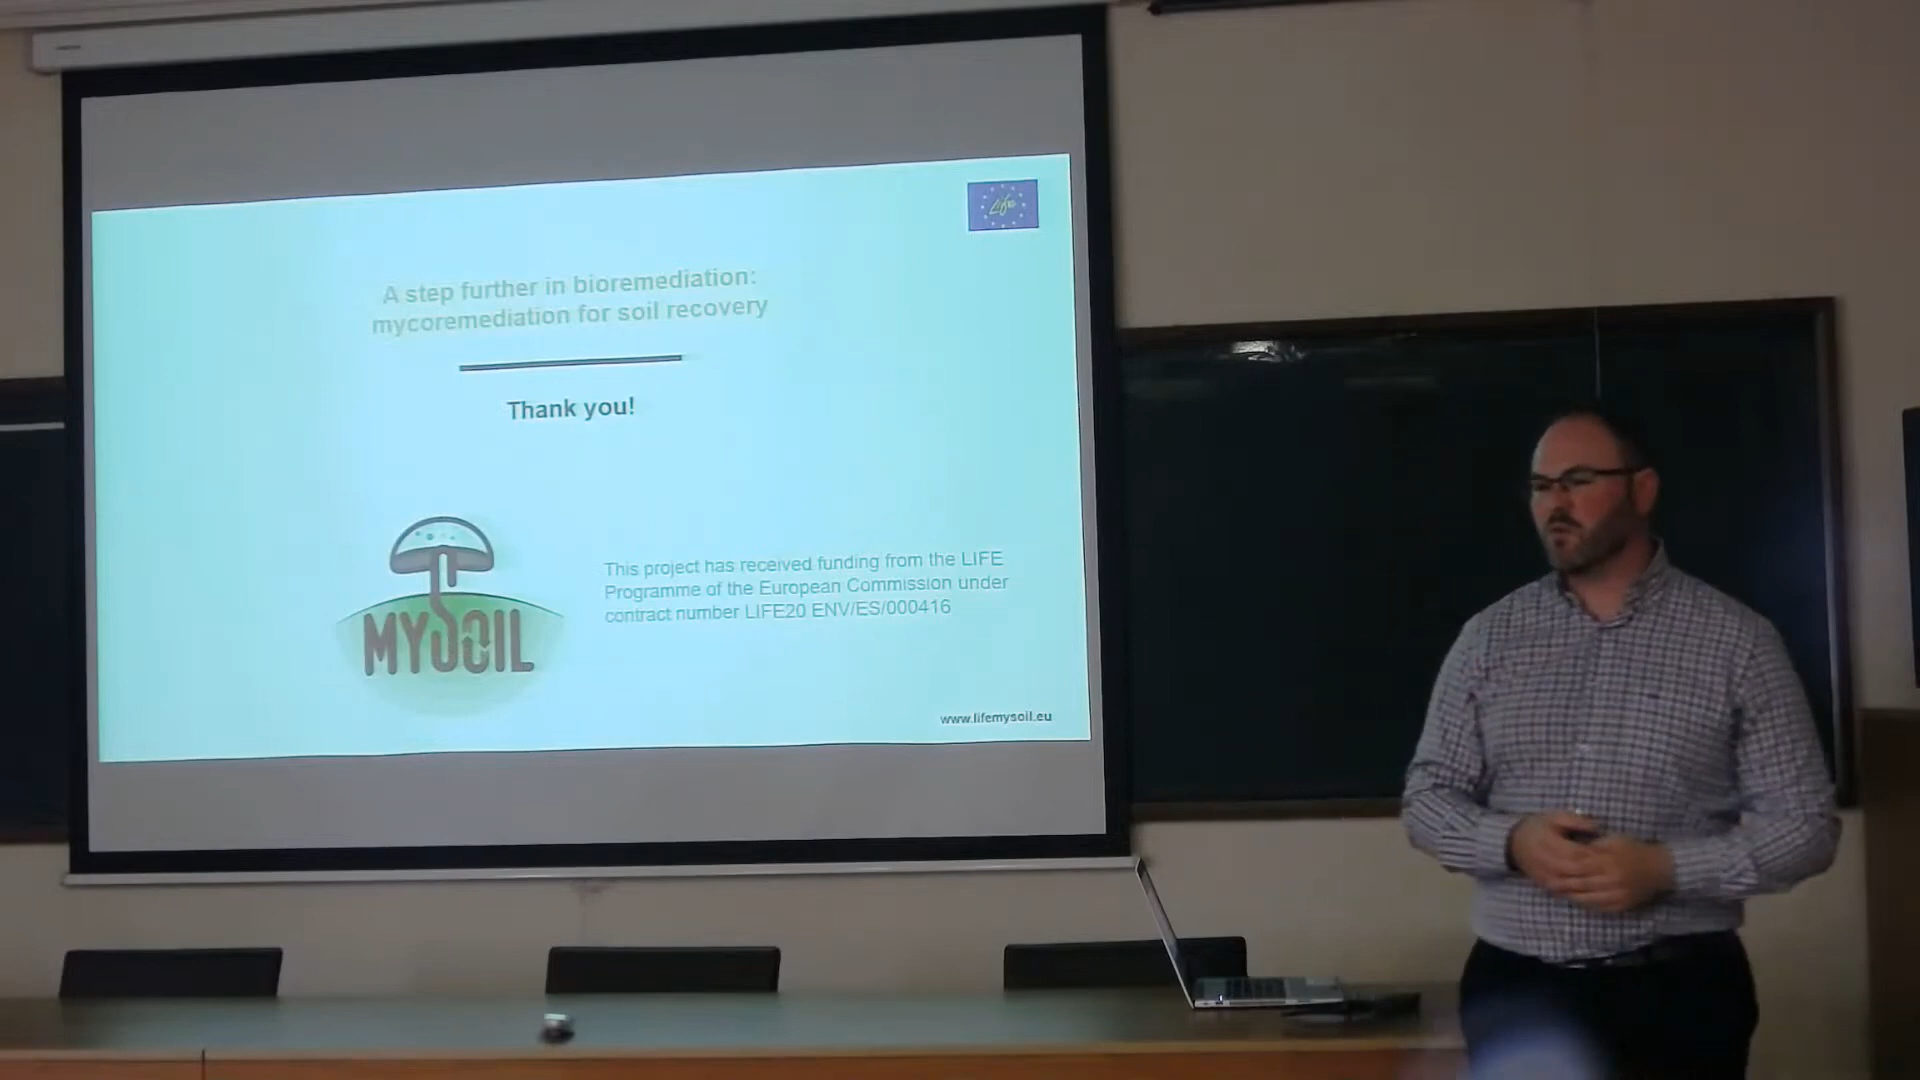 Life
A step further in bioremediation:
mycoremediation for soil recovery
Thank you!
This project has received funding from the LIFE
Programme of the European Commission under
contract number LIFE20 ENV/ES/000416
MYSOIL
www.lifemysoil.eu